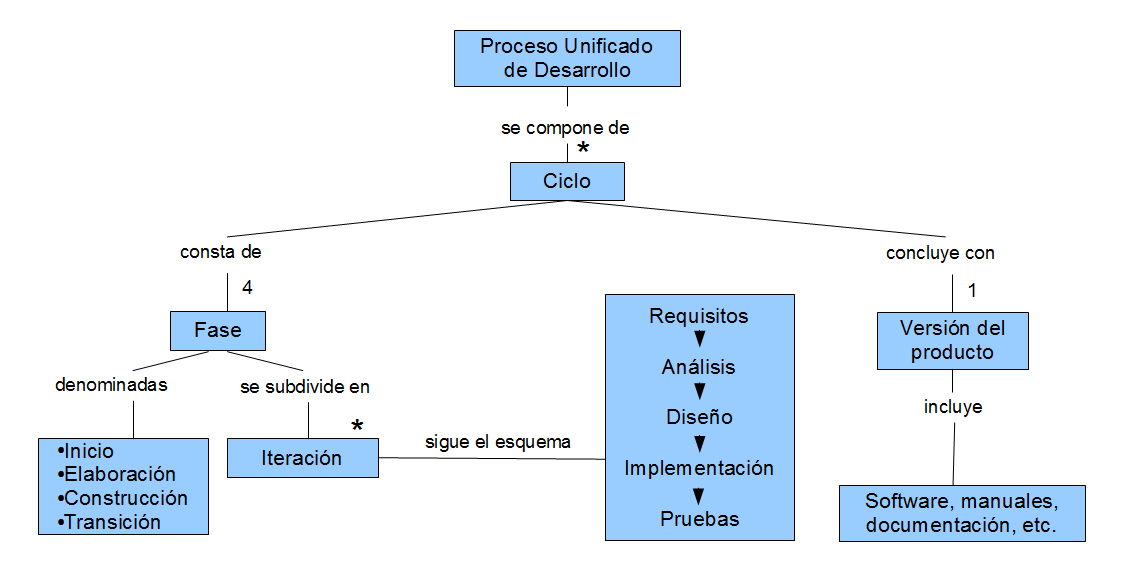 Proceso Unificado
de Desarrollo
se compone de
*
Ciclo
consta de
4
Fase
denominadas
•Inicio
•Elaboración
•Construcción
•Transición
se subdivide en
*
Iteración
sigue el esquema
Requisitos
Análisis
Diseño
Implementación
Pruebas
concluye con
1
Versión del
producto
incluye
Software, manuales,
documentación, etc.